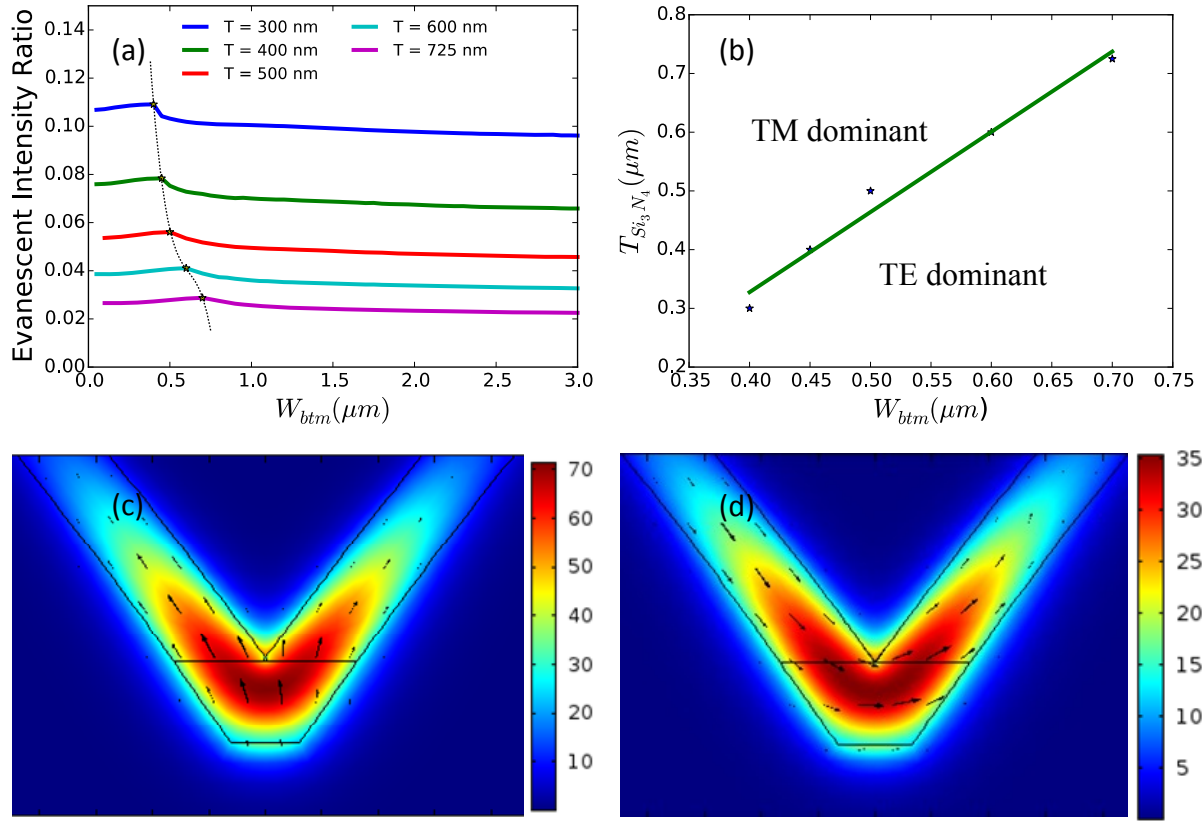 (a)
T = 300 nm
T = 400 nm
T = 500 nm
T = 600 nm
T = 725 nm
Evanescent Intensity Ratio
0.14
0.12
0.10
0.08
0.06
0.04
0.02
0.00
0.0 0.5 1.0 1.5 2.0 2.5 3.0
W_btm(μm)
(b)
TM dominant
TE dominant
T_Si3N4(μm)
0.8
0.7
0.6
0.5
0.4
0.3
0.2
0.35 0.40 0.45 0.50 0.55 0.60 0.65 0.70 0.75
W_btm(μm)
(c)
70
60
50
40
30
20
10
(d)
35
30
25
20
15
10
5